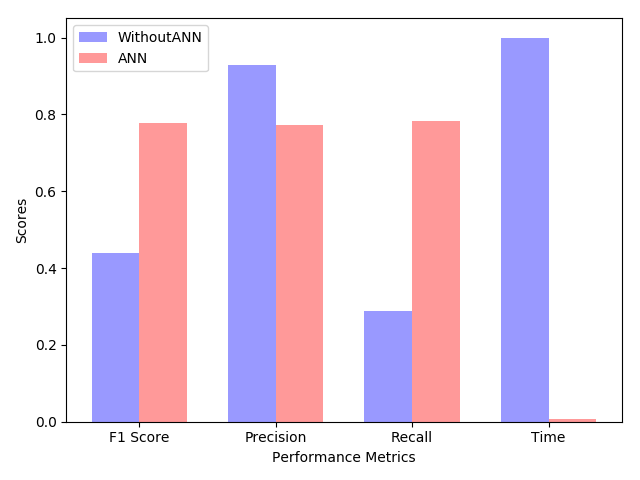 WithoutANN
ANN
1.0
0.8
0.6
0.4
0.2
0.0
Scores
F1 Score Precision Recall Time
Performance Metrics